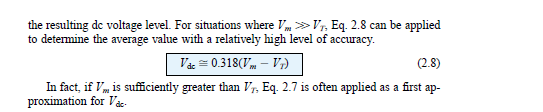 the resulting dc voltage level. For situations where Vm >> VT, Eq. 2.8 can be applied
to determine the average value with a relatively high level of accuracy.
Vdc ≅ 0.318(Vm − VT) (2.8)
In fact, if Vm is sufficiently greater than VT, Eq. 2.7 is often applied as a first ap-
proximation for Vdc.